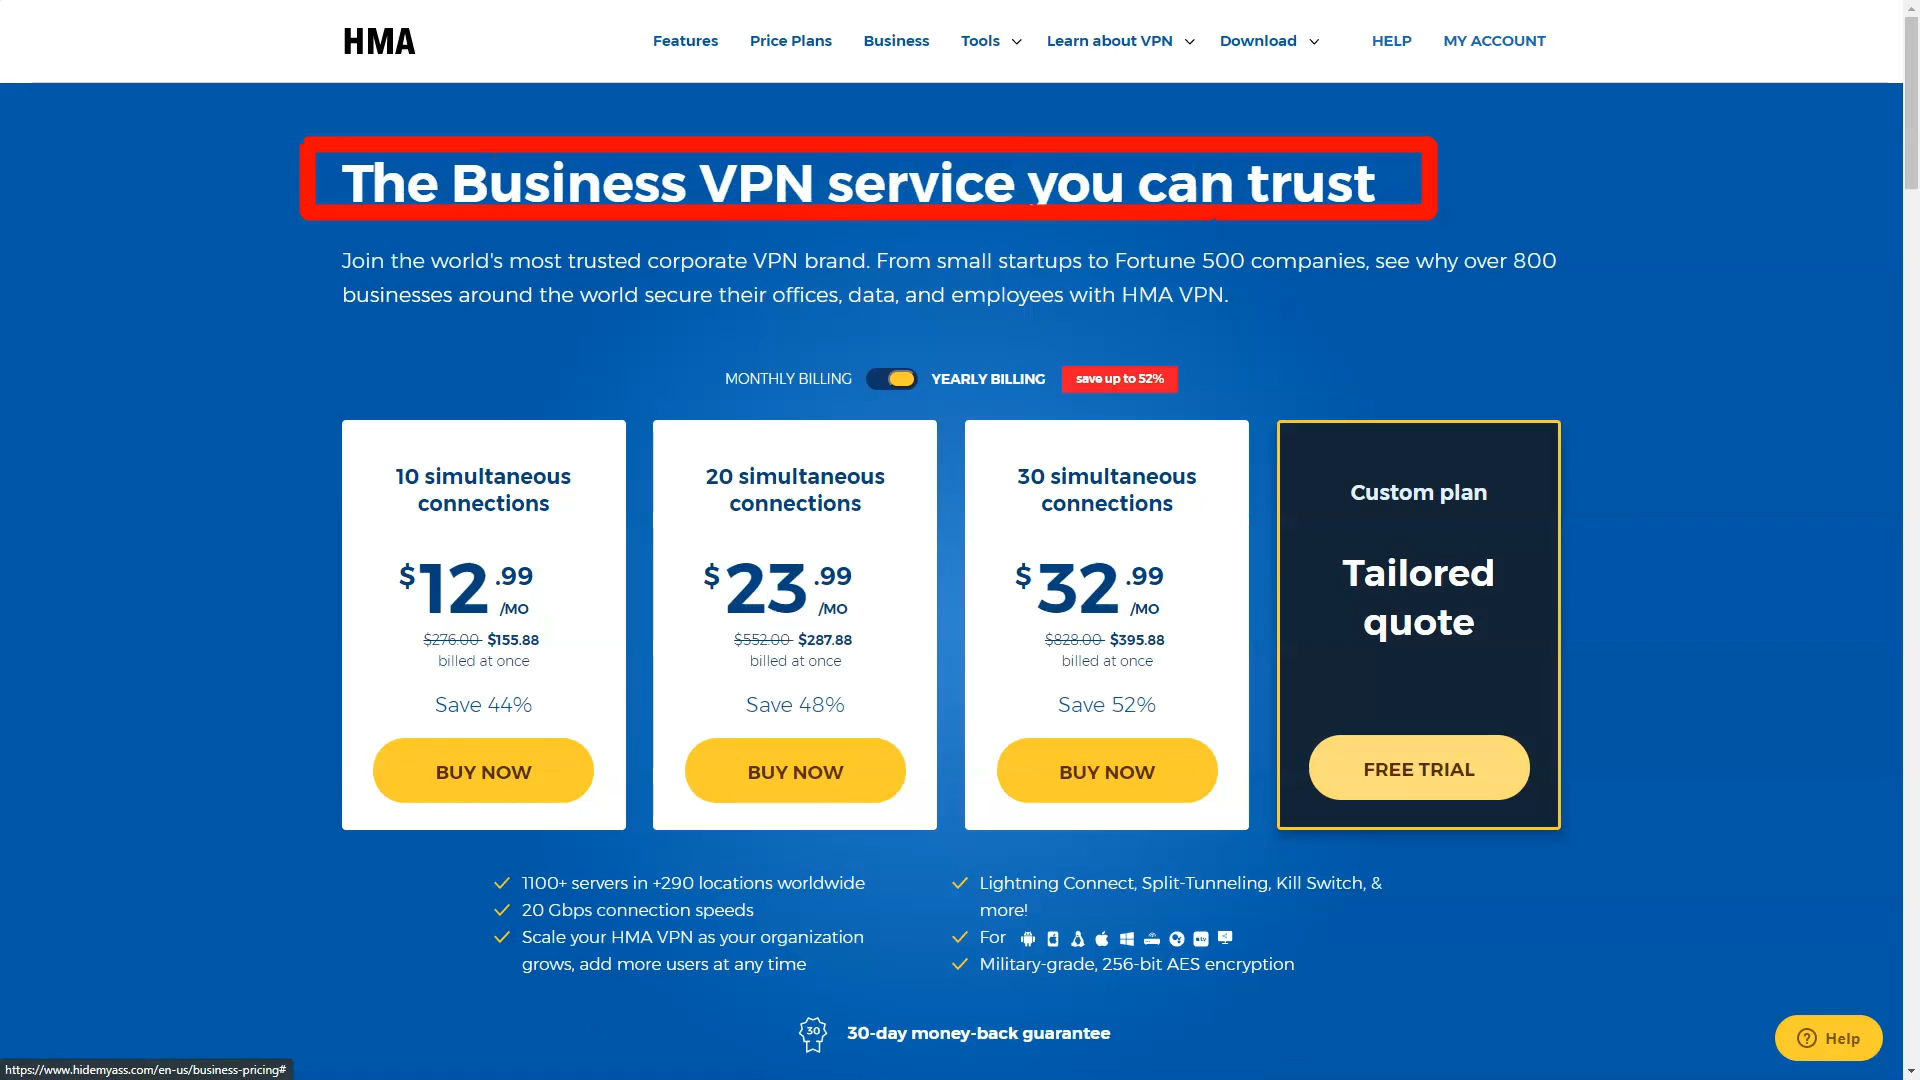 HMA
Features
Price Plans
Business
Tools
Learn about VPN
Download
HELP
MY ACCOUNT
The Business VPN service you can trust
Join the world's most trusted corporate VPN brand. From small startups to Fortune 500 companies, see why over 800
businesses around the world secure their offices, data, and employees with HMA VPN.
MONTHLY BILLING
YEARLY BILLING
save up to 52%
10 simultaneous
connections
$12.99
/MO
$276.00 $155.88
billed at once
Save 44%
BUY NOW
20 simultaneous
connections
$23.99
/MO
$552.00 $287.88
billed at once
Save 48%
BUY NOW
30 simultaneous
connections
$32.99
/MO
$828.00 $395.88
billed at once
Save 52%
BUY NOW
Custom plan
Tailored
quote
FREE TRIAL
1100+ servers in +290 locations worldwide
20 Gbps connection speeds
Scale your HMA VPN as your organization
grows, add more users at any time
Lightning Connect, Split-Tunneling, Kill Switch, &
more!
For
Military-grade, 256-bit AES encryption
30
30-day money-back guarantee
? Help
https://www.hidemyass.com/en-us/business-pricing#